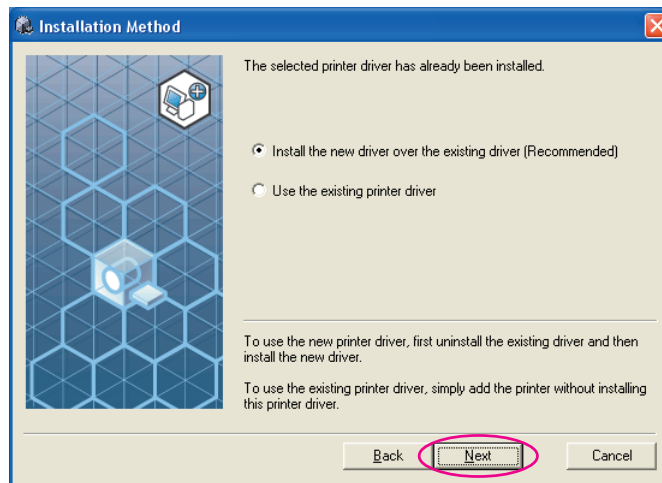 Installation Method
The selected printer driver has already been installed.
Install the new driver over the existing driver (Recommended)
Use the existing printer driver
To use the new printer driver, first uninstall the existing driver and then
install the new driver.
To use the existing printer driver, simply add the printer without installing
this printer driver.
Back Next Cancel